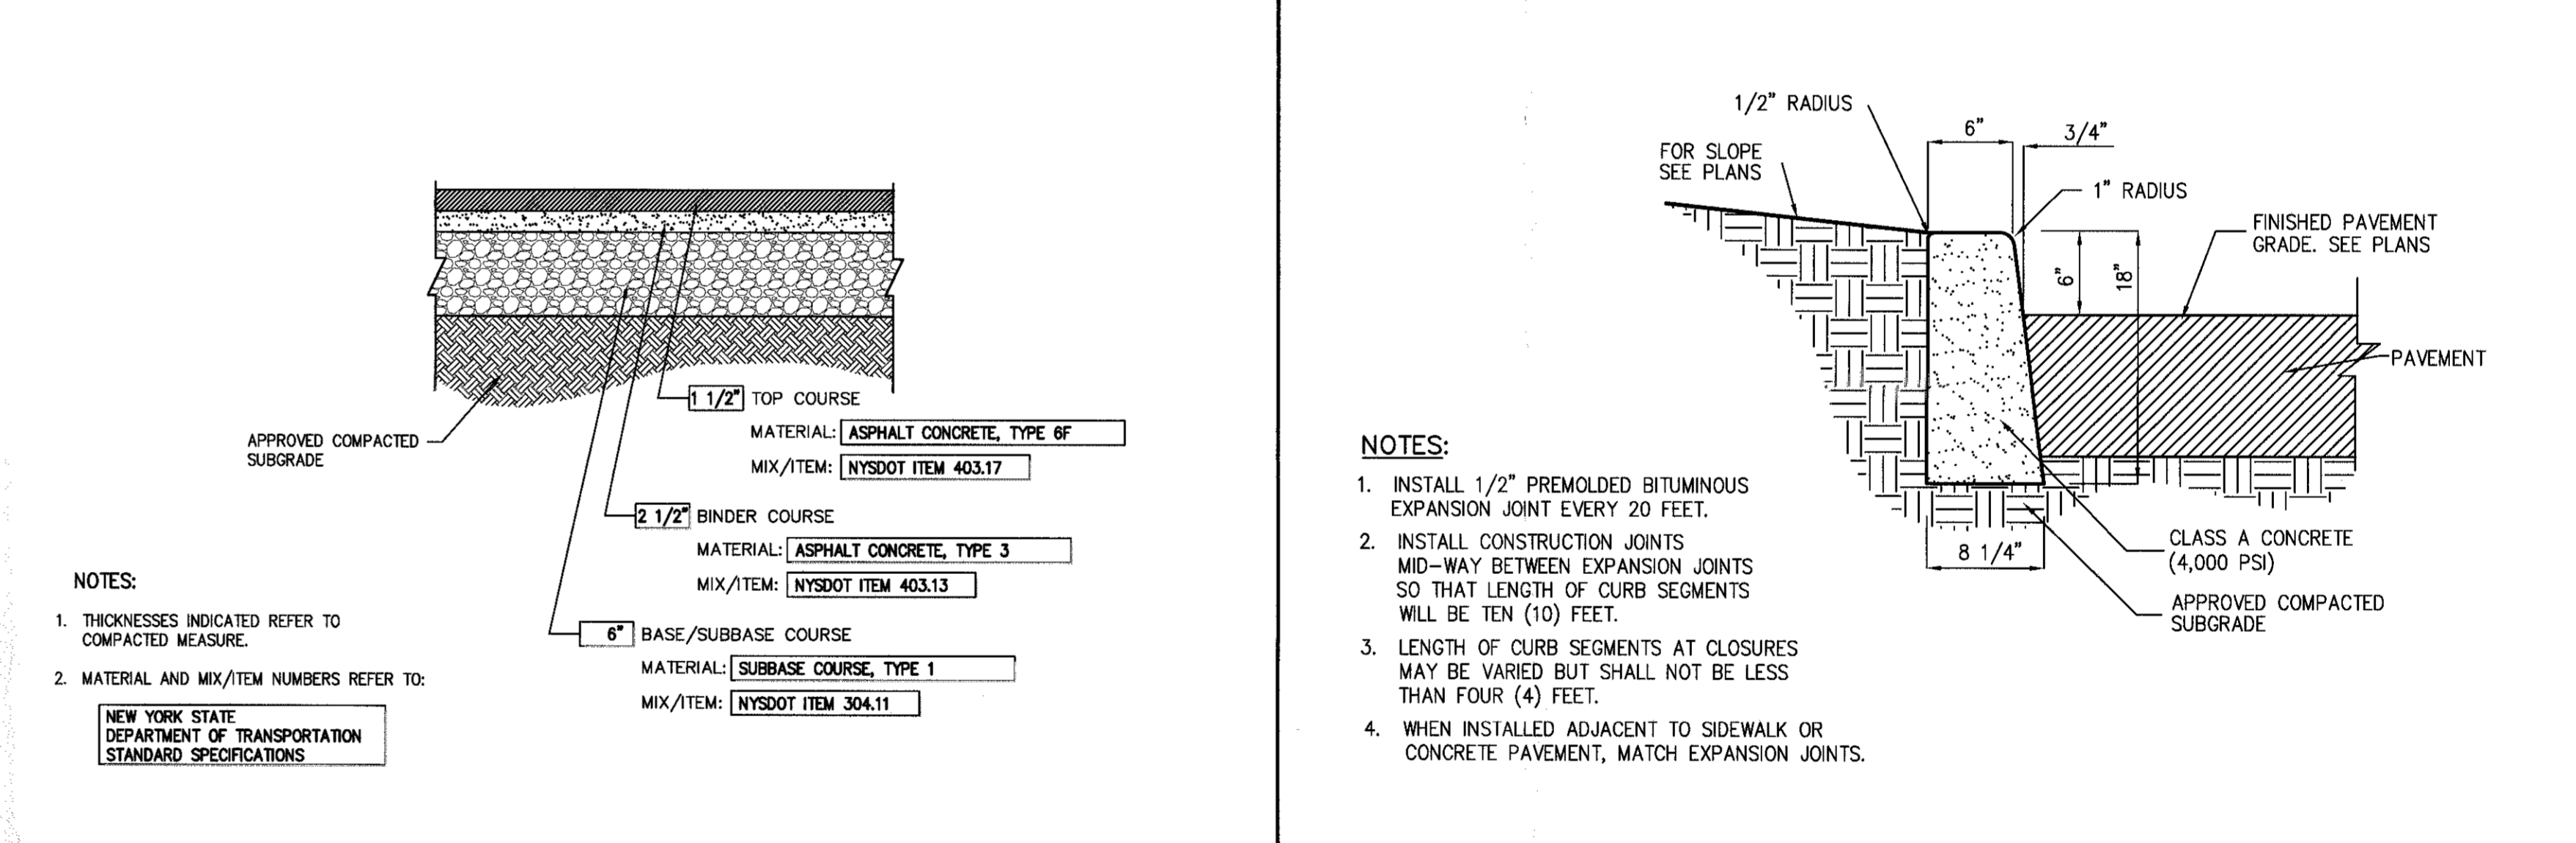 APPROVED COMPACTED
SUBGRADE
1 1/2" TOP COURSE
MATERIAL: ASPHALT CONCRETE, TYPE 6F
MIX/ITEM: NYSDOT ITEM 403.17
2 1/2" BINDER COURSE
MATERIAL: ASPHALT CONCRETE, TYPE 3
MIX/ITEM: NYSDOT ITEM 403.13
6" BASE/SUBBASE COURSE
MATERIAL: SUBBASE COURSE, TYPE 1
MIX/ITEM: NYSDOT ITEM 304.11
NOTES:
1. THICKNESSES INDICATED REFER TO
COMPACTED MEASURE.
2. MATERIAL AND MIX/ITEM NUMBERS REFER TO:
NEW YORK STATE
DEPARTMENT OF TRANSPORTATION
STANDARD SPECIFICATIONS
1/2" RADIUS
FOR SLOPE
SEE PLANS
6"
3/4"
1" RADIUS
FINISHED PAVEMENT
GRADE. SEE PLANS
6"
18"
PAVEMENT
8 1/4"
CLASS A CONCRETE
(4,000 PSI)
APPROVED COMPACTED
SUBGRADE
NOTES:
1. INSTALL 1/2" PREMOLDED BITUMINOUS
EXPANSION JOINT EVERY 20 FEET.
2. INSTALL CONSTRUCTION JOINTS
MID-WAY BETWEEN EXPANSION JOINTS
SO THAT LENGTH OF CURB SEGMENTS
WILL BE TEN (10) FEET.
3. LENGTH OF CURB SEGMENTS AT CLOSURES
MAY BE VARIED BUT SHALL NOT BE LESS
THAN FOUR (4) FEET.
4. WHEN INSTALLED ADJACENT TO SIDEWALK OR
CONCRETE PAVEMENT, MATCH EXPANSION JOINTS.